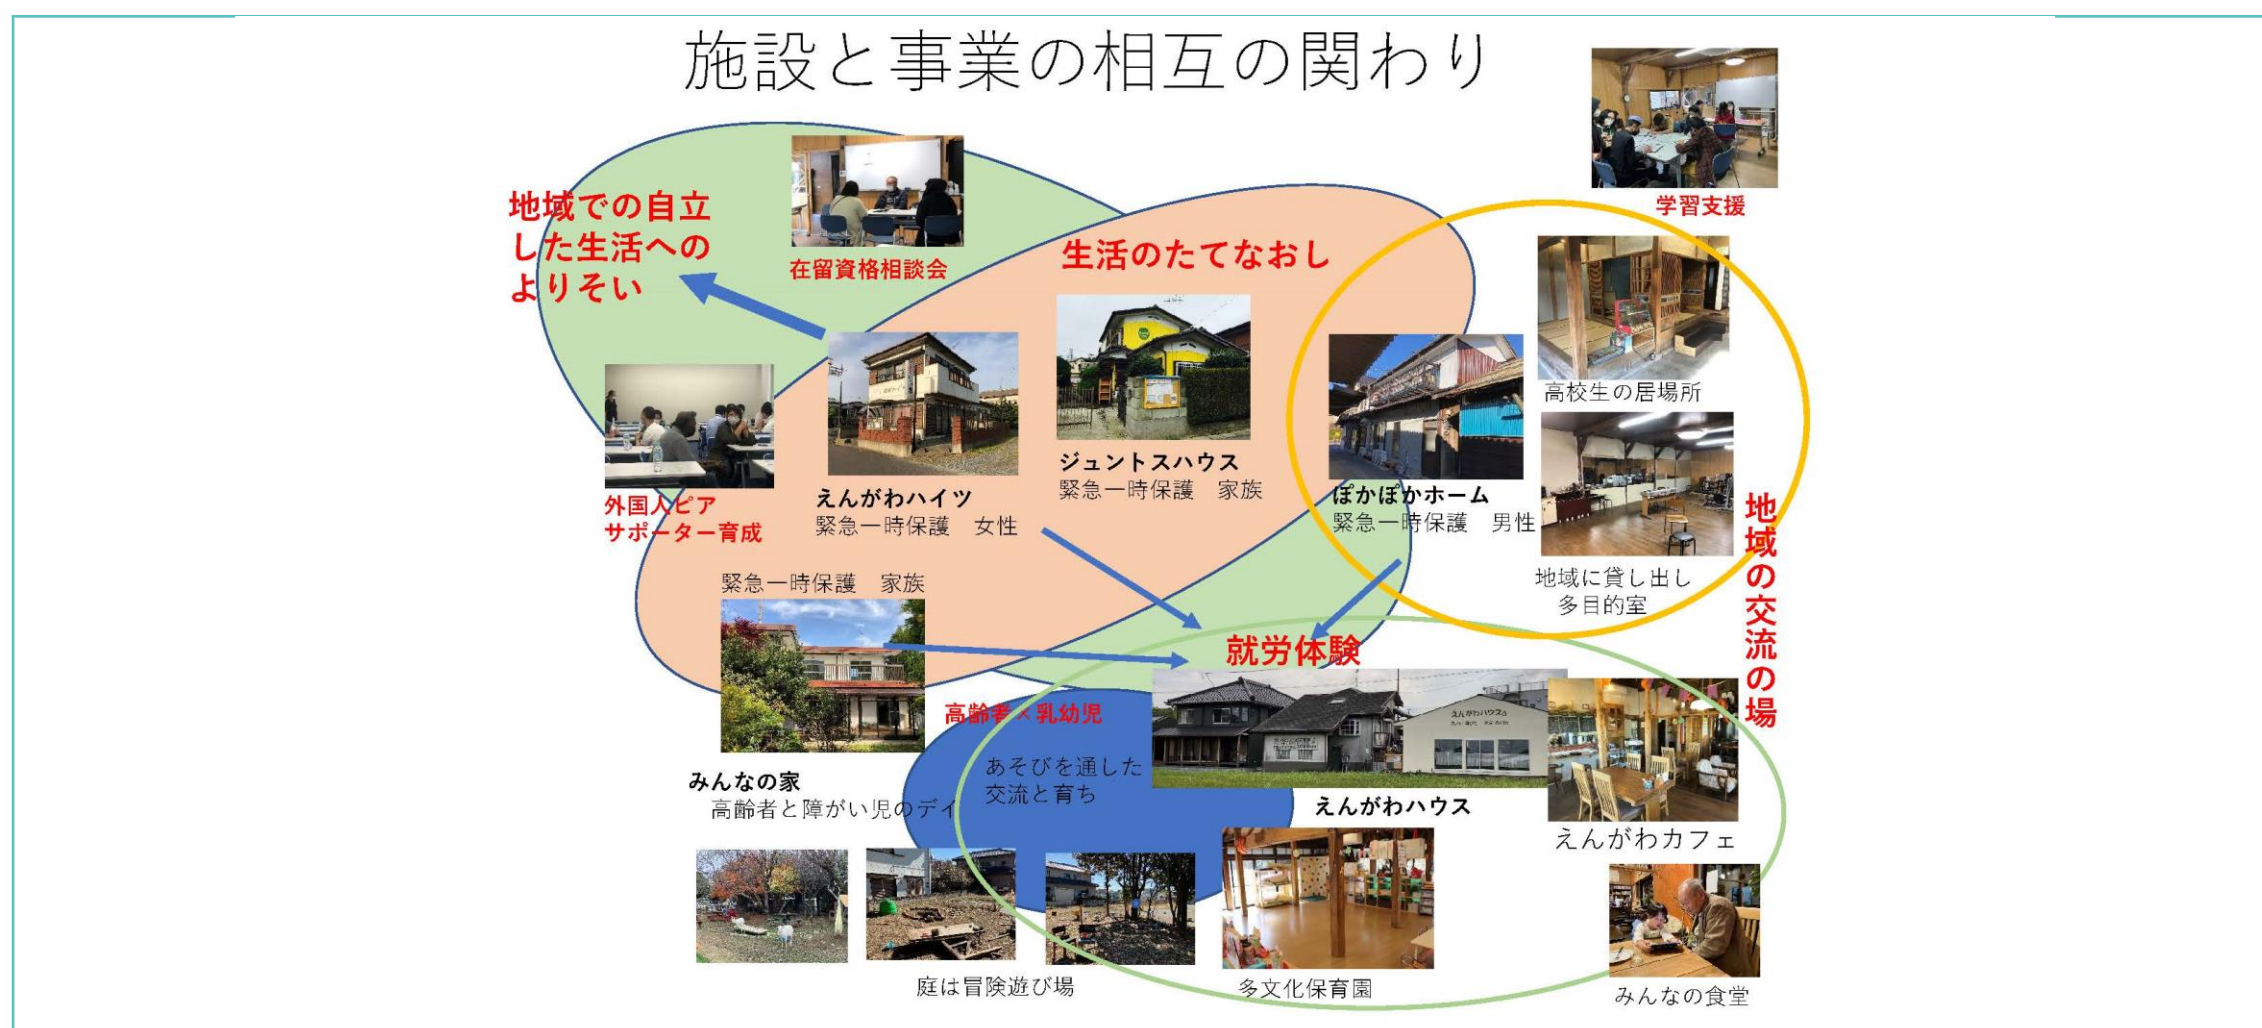 施設と事業の相互の関わり
学習支援
地域での自立
した生活への
よりそい
在留資格相談会
生活のたてなおし
高校生の居場所
ジュントスハウス
緊急一時保護　家族
えんがわハイツ
緊急一時保護　女性
ぽかぽかホーム
緊急一時保護　男性
外国人ピア
サポーター育成
地域に貸し出し
多目的室
地域の交流の場
緊急一時保護　家族
就労体験
高齢者×乳幼児
えんがわハウス
あそびを通した
交流と育ち
みんなの家
高齢者と障がい児のデイ
えんがわハウス
えんがわカフェ
庭は冒険遊び場
多文化保育園
みんなの食堂